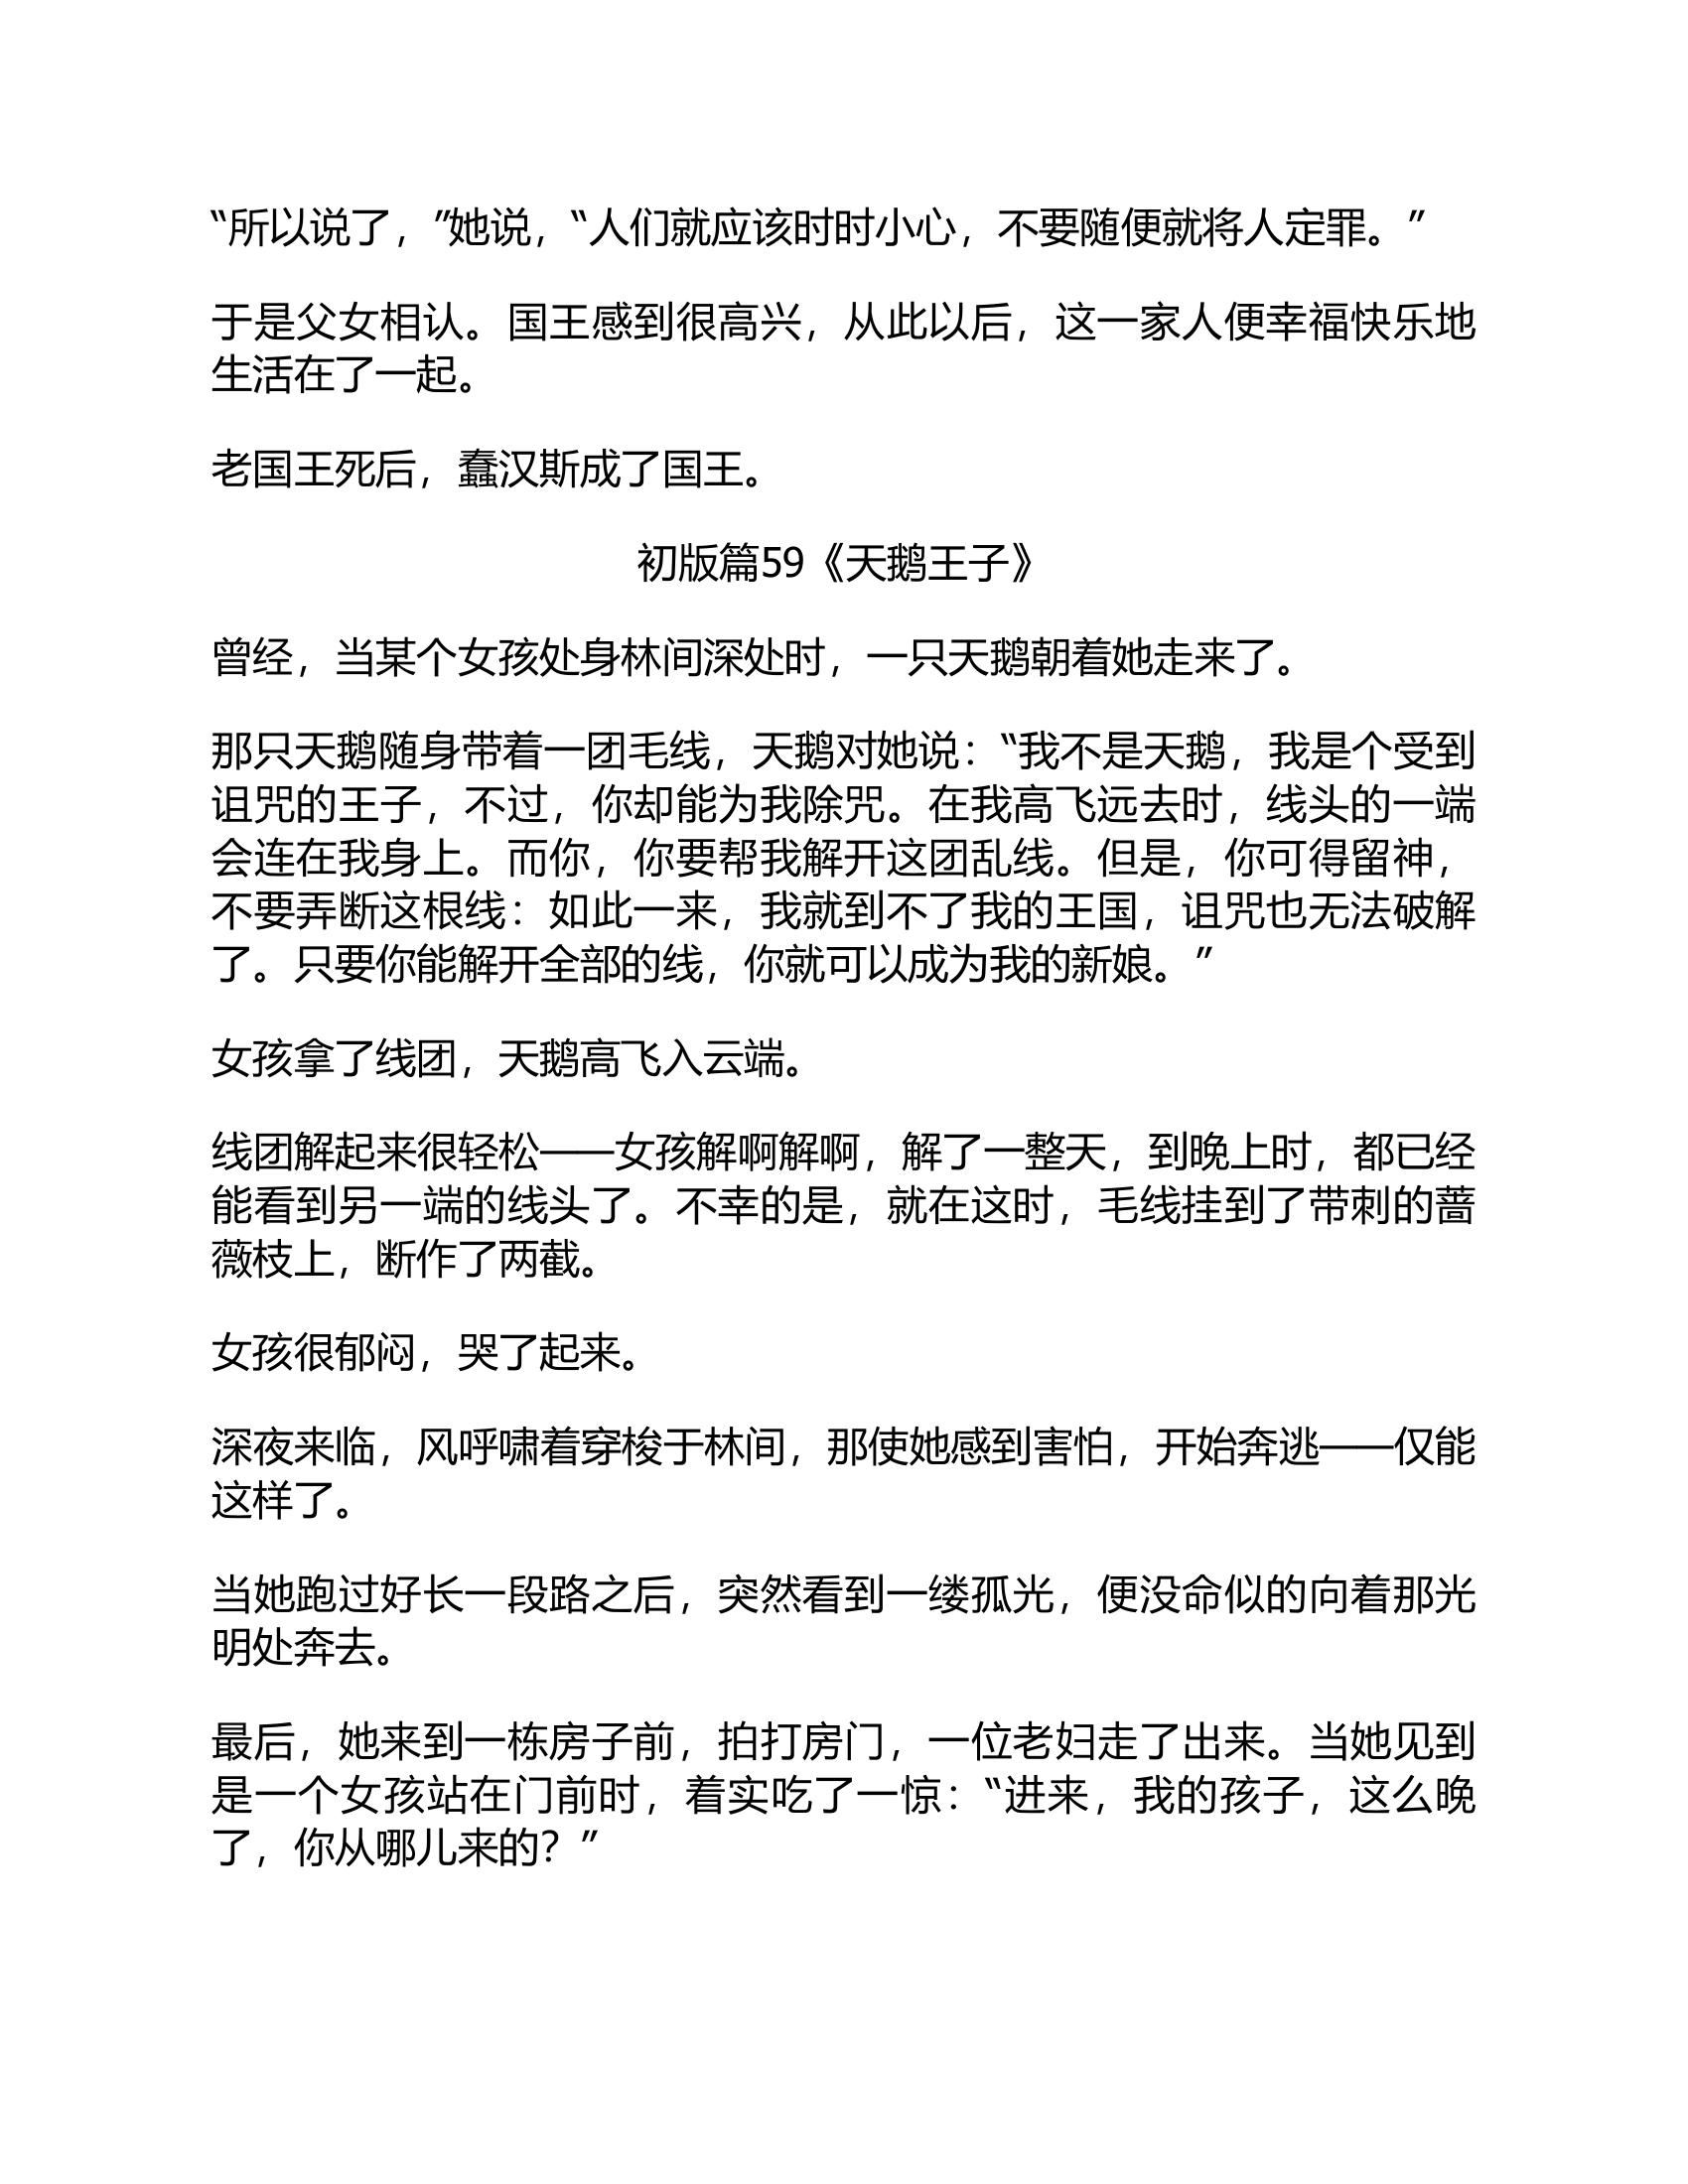 “所以说了，”她说，“人们就应该时时小心，不要随便就将人定罪。”
于是父女相认。国王感到很高兴，从此以后，这一家人便幸福快乐地
生活在了一起。
老国王死后，蠢汉斯成了国王。
初版篇59《天鹅王子》
曾经，当某个女孩处身林间深处时，一只天鹅朝着她走来了。
那只天鹅随身带着一团毛线，天鹅对她说：“我不是天鹅，我是个受到
诅咒的王子，不过，你却能为我除咒。在我高飞远去时，线头的一端
会连在我身上。而你，你要帮我解开这团乱线。但是，你可得留神，
不要弄断这根线：如此一来，我就到不了我的王国，诅咒也无法破解
了。只要你能解开全部的线，你就可以成为我的新娘。”
女孩拿了线团，天鹅高飞入云端。
线团解起来很轻松——女孩解啊解啊，解了一整天，到晚上时，都已经
能看到另一端的线头了。不幸的是，就在这时，毛线挂到了带刺的蔷
薇枝上，断作了两截。
女孩很郁闷，哭了起来。
深夜来临，风呼啸着穿梭于林间，那使她感到害怕，开始奔逃——仅能
这样了。
当她跑过好长一段路之后，突然看到一缕孤光，便没命似的向着那光
明处奔去。
最后，她来到一栋房子前，拍打房门，一位老妇走了出来。当她见到
是一个女孩站在门前时，着实吃了一惊：“进来，我的孩子，这么晚
了，你从哪儿来的？”